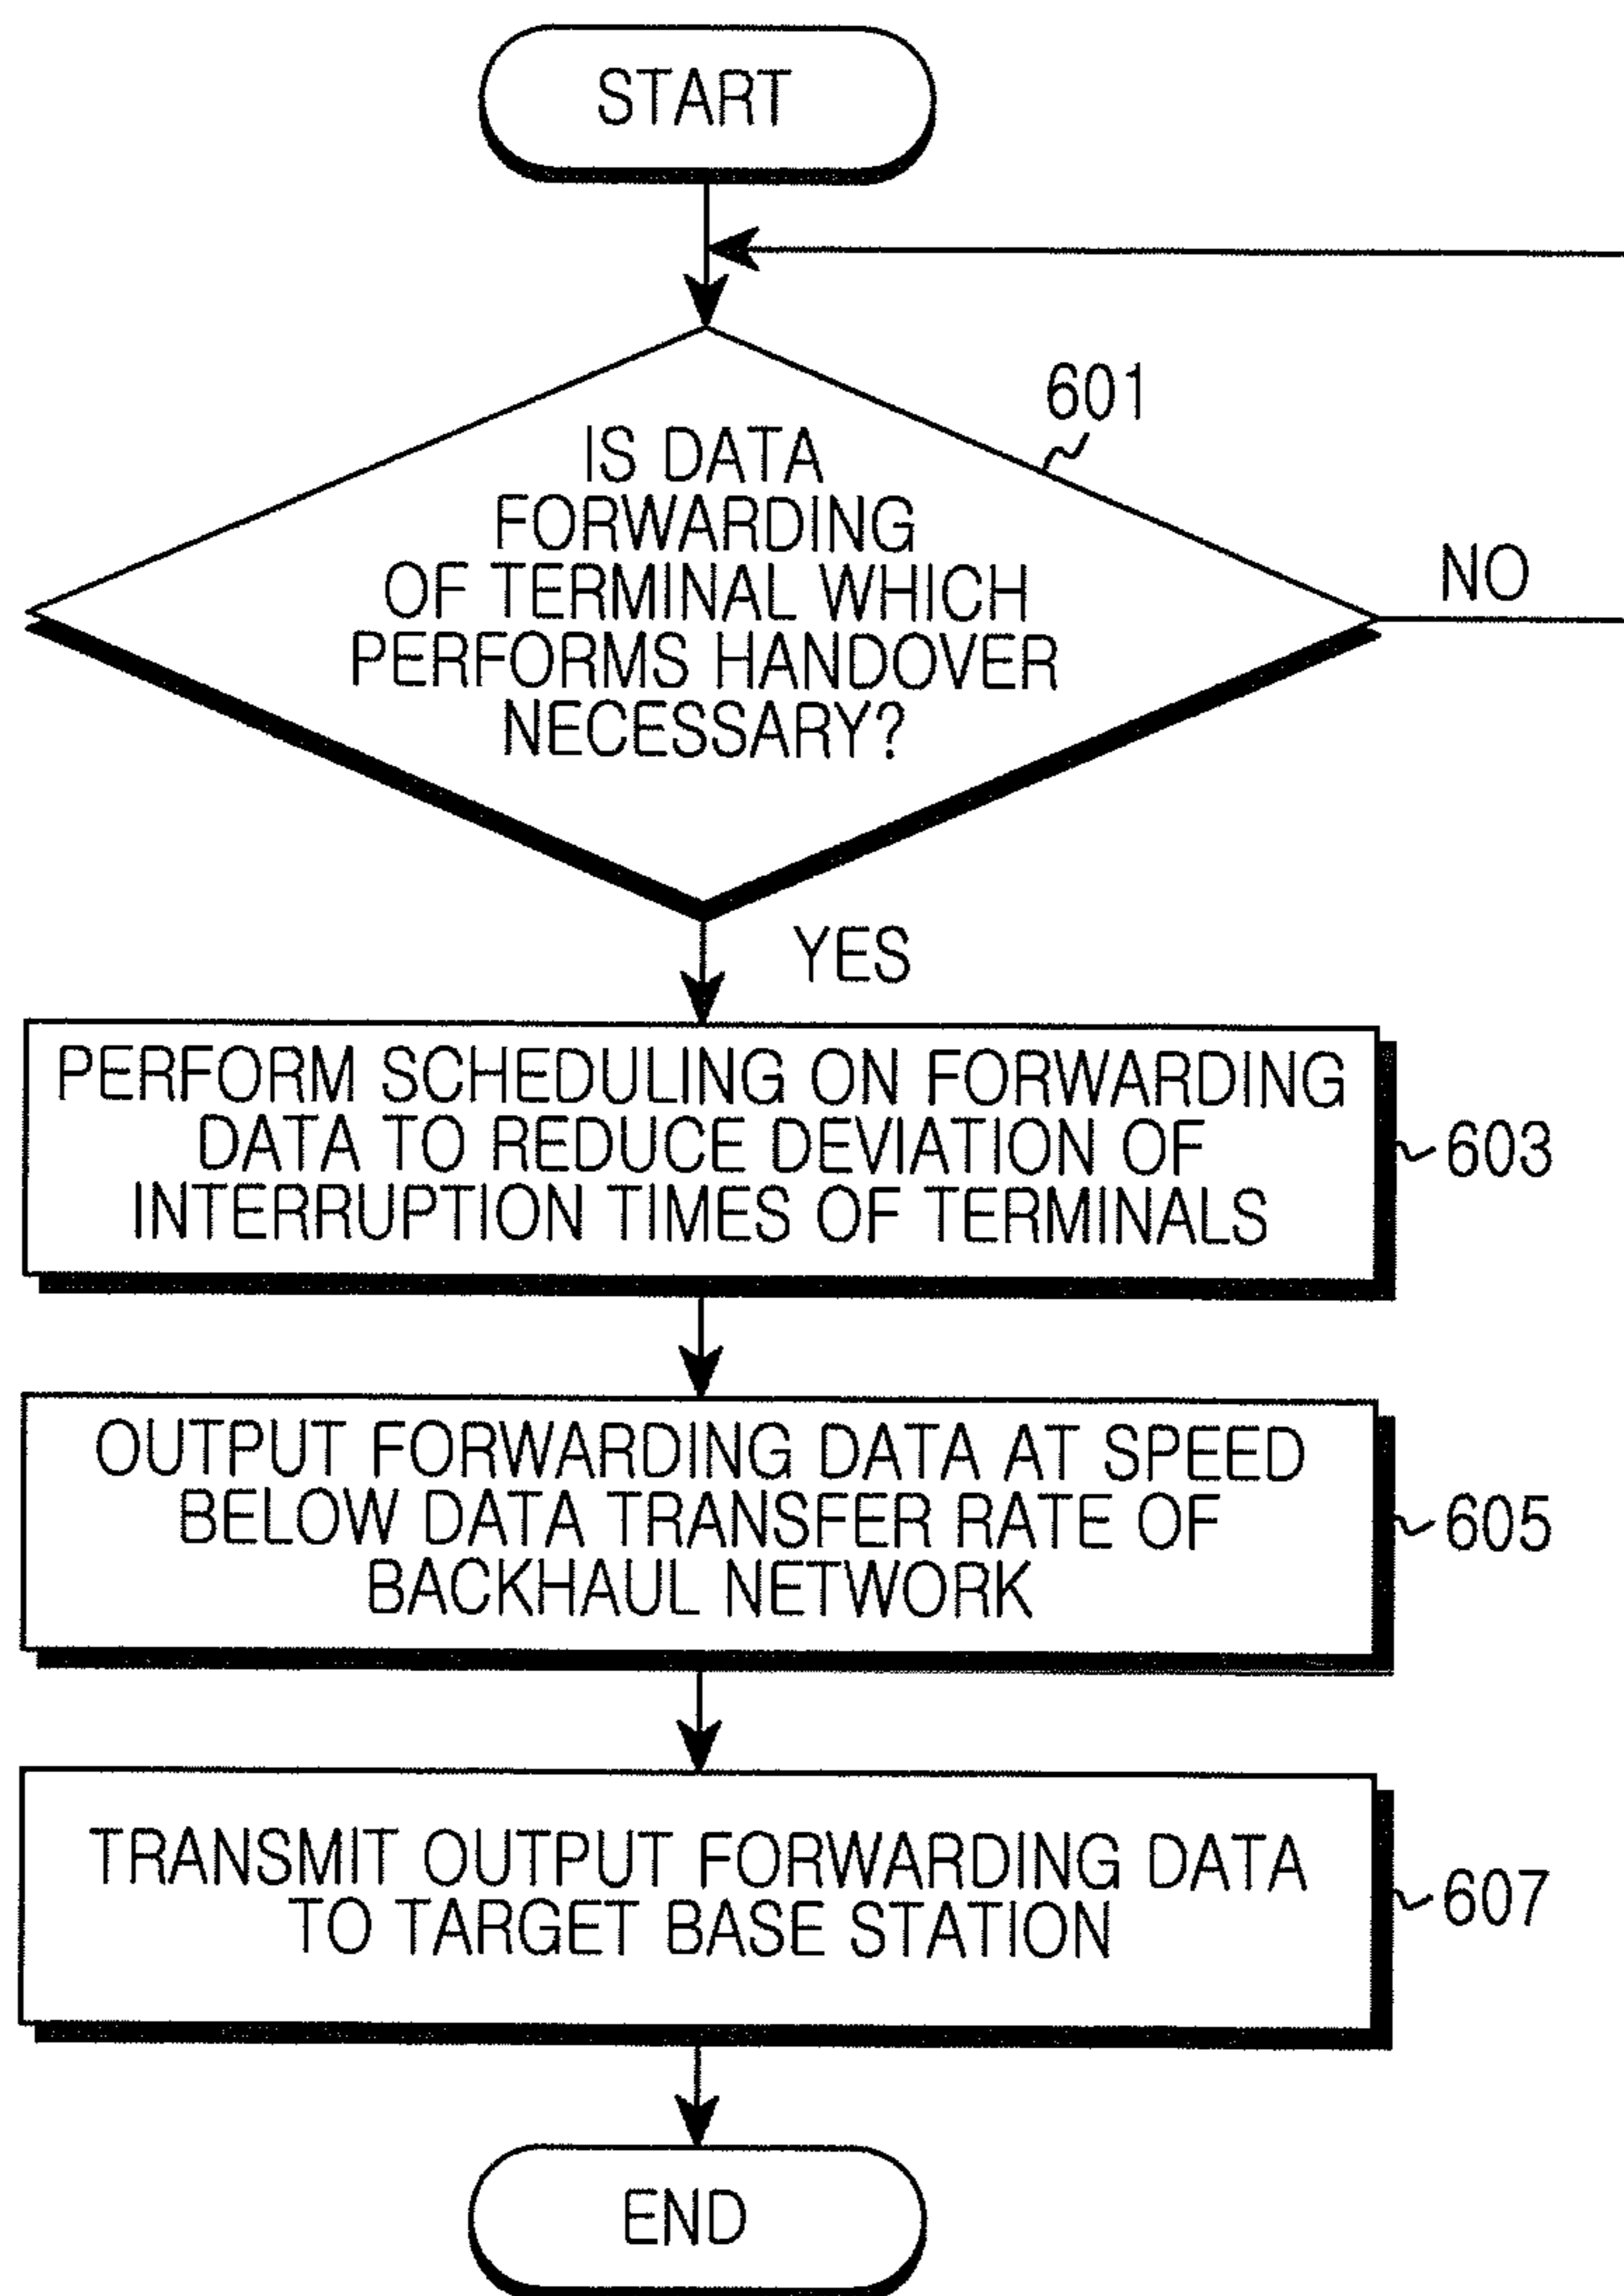 START
601
IS DATA
FORWARDING
OF TERMINAL WHICH
PERFORMS HANDOVER
NECESSARY?
NO
YES
PERFORM SCHEDULING ON FORWARDING
DATA TO REDUCE DEVIATION OF
INTERRUPTION TIMES OF TERMINALS
603
OUTPUT FORWARDING DATA AT SPEED
BELOW DATA TRANSFER RATE OF
BACKHAUL NETWORK
605
TRANSMIT OUTPUT FORWARDING DATA
TO TARGET BASE STATION
607
END